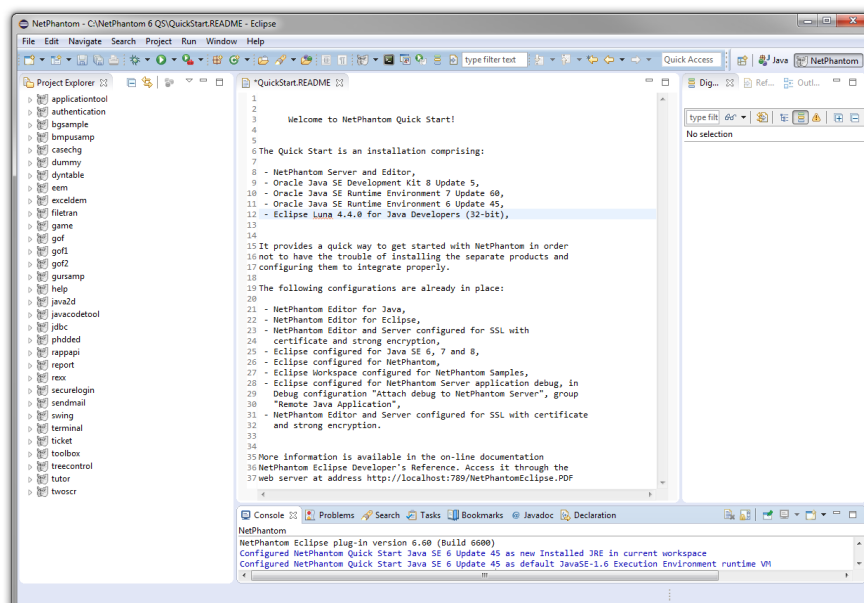 NetPhantom - C:\NetPhantom 6 QS\QuickStart.README - Eclipse
File Edit Navigate Search Project Run Window Help
type filter text
Quick Access
Java
NetPhantom
Project Explorer
applicationtool
authentication
bgsample
bmpusamp
casechg
dummy
dyntable
eem
exceldem
filetran
game
gof
gof1
gof2
gursamp
help
java2d
javacodetool
jdbc
phdded
rappapi
report
rexx
securelogin
sendmail
swing
terminal
ticket
toolbox
treecontrol
tutor
twoscr
*QuickStart.README
1
2
3 Welcome to NetPhantom Quick Start!
4
5
6 The Quick Start is an installation comprising:
7
8 - NetPhantom Server and Editor,
9 - Oracle Java SE Development Kit 8 Update 5,
10 - Oracle Java SE Runtime Environment 7 Update 60,
11 - Oracle Java SE Runtime Environment 6 Update 45,
12 - Eclipse Luna 4.4.0 for Java Developers (32-bit),
13
14
15 It provides a quick way to get started with NetPhantom in order
16 not to have the trouble of installing the separate products and
17 configuring them to integrate properly.
18
19 The following configurations are already in place:
20
21 - NetPhantom Editor for Java,
22 - NetPhantom Editor for Eclipse,
23 - NetPhantom Editor and Server configured for SSL with
24 certificate and strong encryption,
25 - Eclipse configured for Java SE 6, 7 and 8,
26 - Eclipse configured for NetPhantom,
27 - Eclipse Workspace configured for NetPhantom Samples,
28 - Eclipse configured for NetPhantom Server application debug, in
29 Debug configuration "Attach debug to NetPhantom Server", group
30 "Remote Java Application",
31 - NetPhantom Editor and Server configured for SSL with certificate
32 and strong encryption.
33
34
35 More information is available in the on-line documentation
36 NetPhantom Eclipse Developer's Reference. Access it through the
37 web server at address http://localhost:789/NetPhantomEclipse.PDF
Dig... Ref... Outl...
type filt
No selection
Console Problems Search Tasks Bookmarks Javadoc Declaration
NetPhantom
NetPhantom Eclipse plug-in version 6.60 (Build 6600)
Configured NetPhantom Quick Start Java SE 6 Update 45 as new Installed JRE in current workspace
Configured NetPhantom Quick Start Java SE 6 Update 45 as default JavaSE-1.6 Execution Environment runtime VM